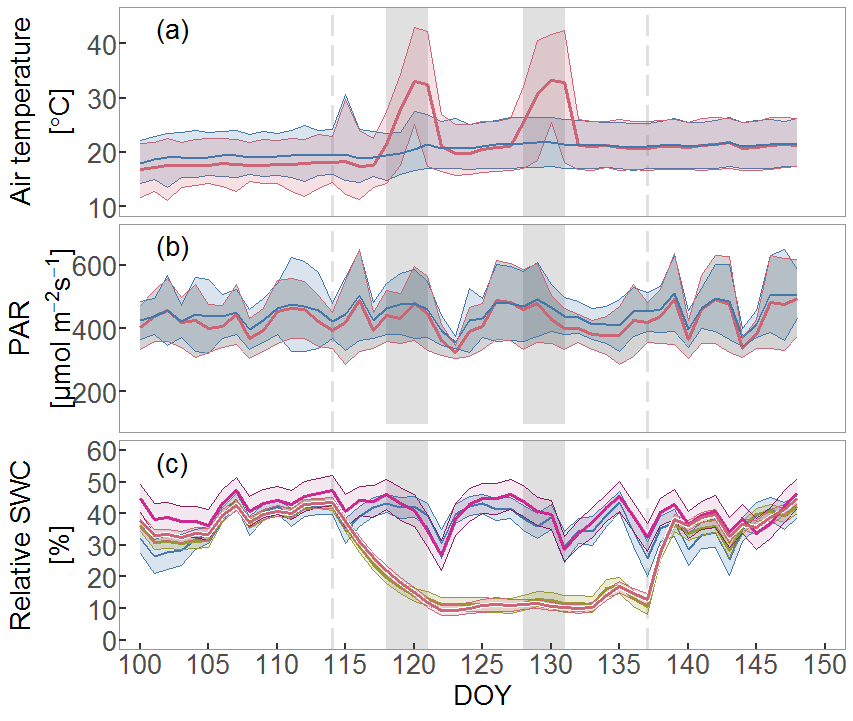 (a)
Air temperature
[°C]
40
30
20
10
(b)
PAR
[µmol m⁻²s⁻¹]
600
400
200
(c)
Relative SWC
[%]
60
50
40
30
20
10
0
100 105 110 115 120 125 130 135 140 145 150
DOY